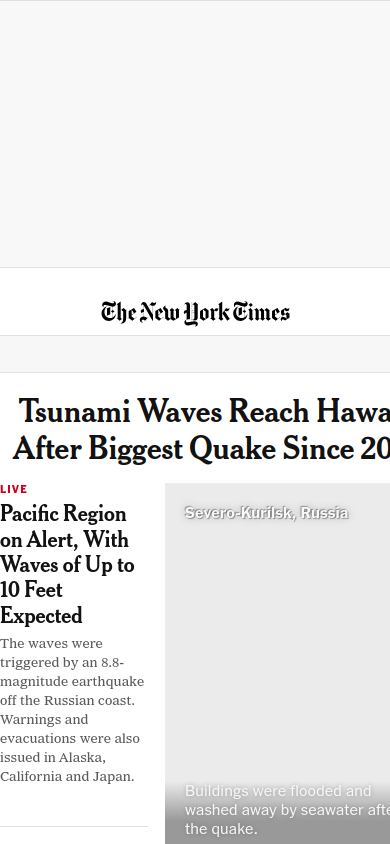 The New York Times
Tsunami Waves Reach
After Biggest Quake Since
LIVE
Pacific Region
on Alert, With
Waves of Up to
10 Feet
Expected
The waves were
triggered by an 8.8-
magnitude earthquake
off the Russian coast.
Warnings and
evacuations were also
issued in Alaska,
California and Japan.
Severo-Kurilsk, Russia
Buildings were flooded and
washed away by seawater
the quake.